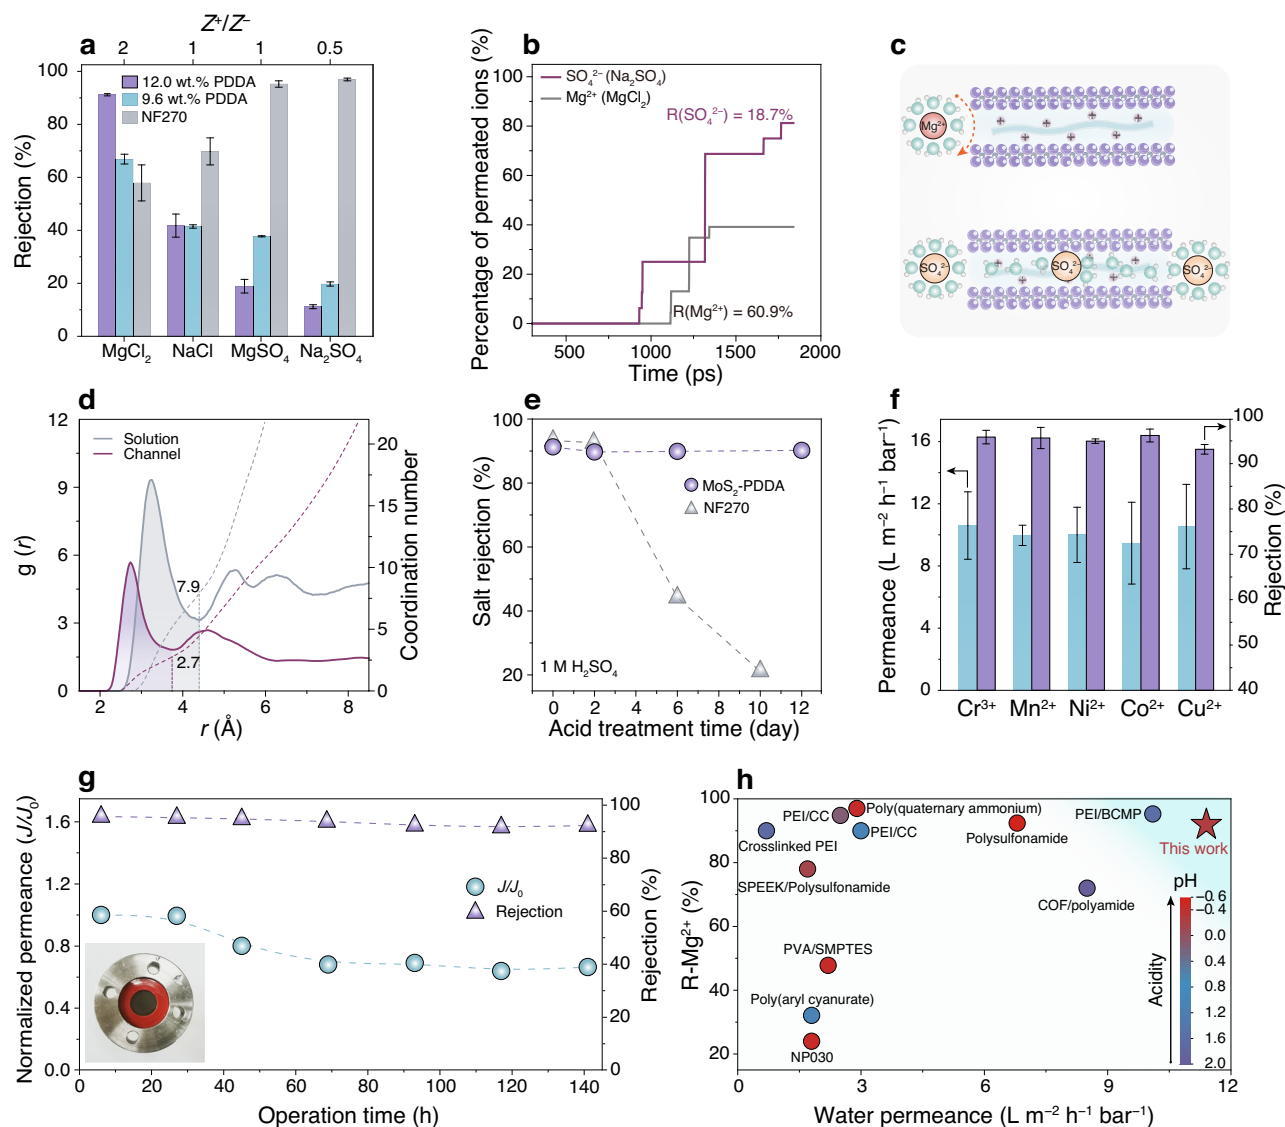 a
Z⁺/Z⁻
2 1 1 0.5
12.0 wt.% PDDA
9.6 wt.% PDDA
NF270
Rejection (%)
100
80
60
40
20
0
MgCl₂ NaCl MgSO₄ Na₂SO₄
b
SO₄²⁻ (Na₂SO₄)
Mg²⁺ (MgCl₂)
R(SO₄²⁻) = 18.7%
R(Mg²⁺) = 60.9%
Percentage of permeated ions (%)
100
80
60
40
20
0
500 1000 1500 2000
Time (ps)
c
Mg²⁺
SO₄²⁻ SO₄²⁻ SO₄²⁻
d
Solution
Channel
g (r)
12
9
6
3
0
7.9
2.7
Coordination number
20
15
10
5
0
2 4 6 8
r (Å)
e
Salt rejection (%)
100
80
60
40
20
MoS₂-PDDA
NF270
1 M H₂SO₄
0 2 6 10 12
Acid treatment time (day)
f
Permeance (L m⁻² h⁻¹ bar⁻¹)
16
12
8
4
0
Rejection (%)
100
90
80
70
60
50
40
Cr³⁺ Mn²⁺ Ni²⁺ Co²⁺ Cu²⁺
g
Normalized permeance (J/J₀)
1.6
1.2
0.8
0.4
0.0
J/J₀
Rejection
Rejection (%)
100
80
60
40
20
0
0 20 40 60 80 100 120 140
Operation time (h)
h
R-Mg²⁺ (%)
100
80
60
40
20
PEI/CC
Poly(quaternary ammonium)
PEI/CC
Crosslinked PEI
Polysulfonamide
PEI/BCMP
This work
SPEEK/Polysulfonamide
COF/polyamide
PVA/SMPTES
Poly(aryl cyanurate)
NP030
pH
Acidity
−0.6
−0.4
0.0
0.4
0.8
1.2
1.6
2.0
0 3 6 9 12
Water permeance (L m⁻² h⁻¹ bar⁻¹)